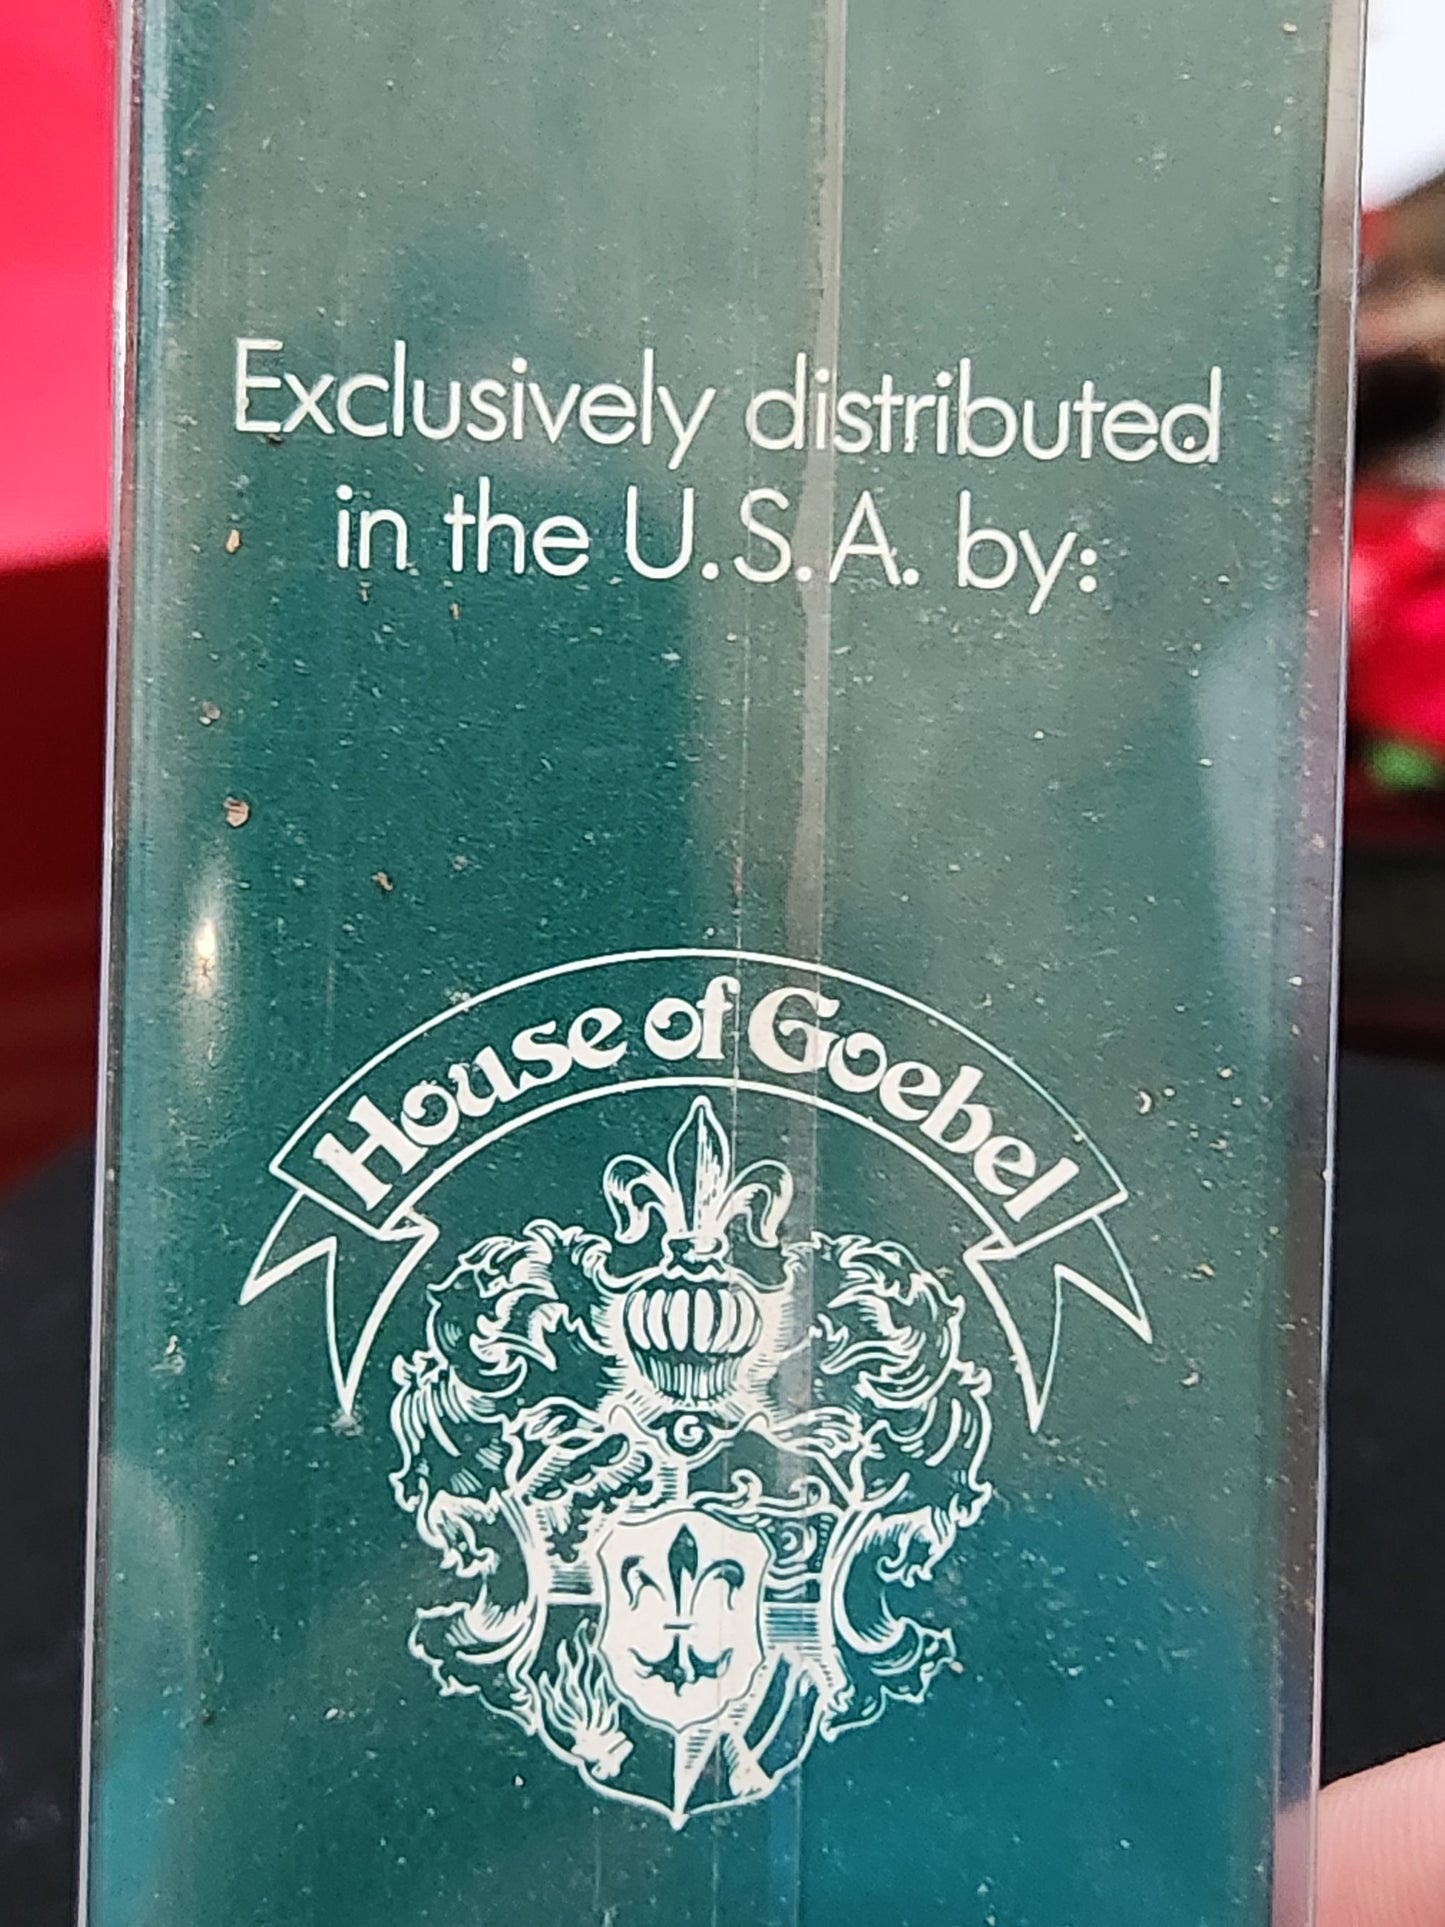 Exclusively distributed
in the U.S.A. by:
House of Goebel
G